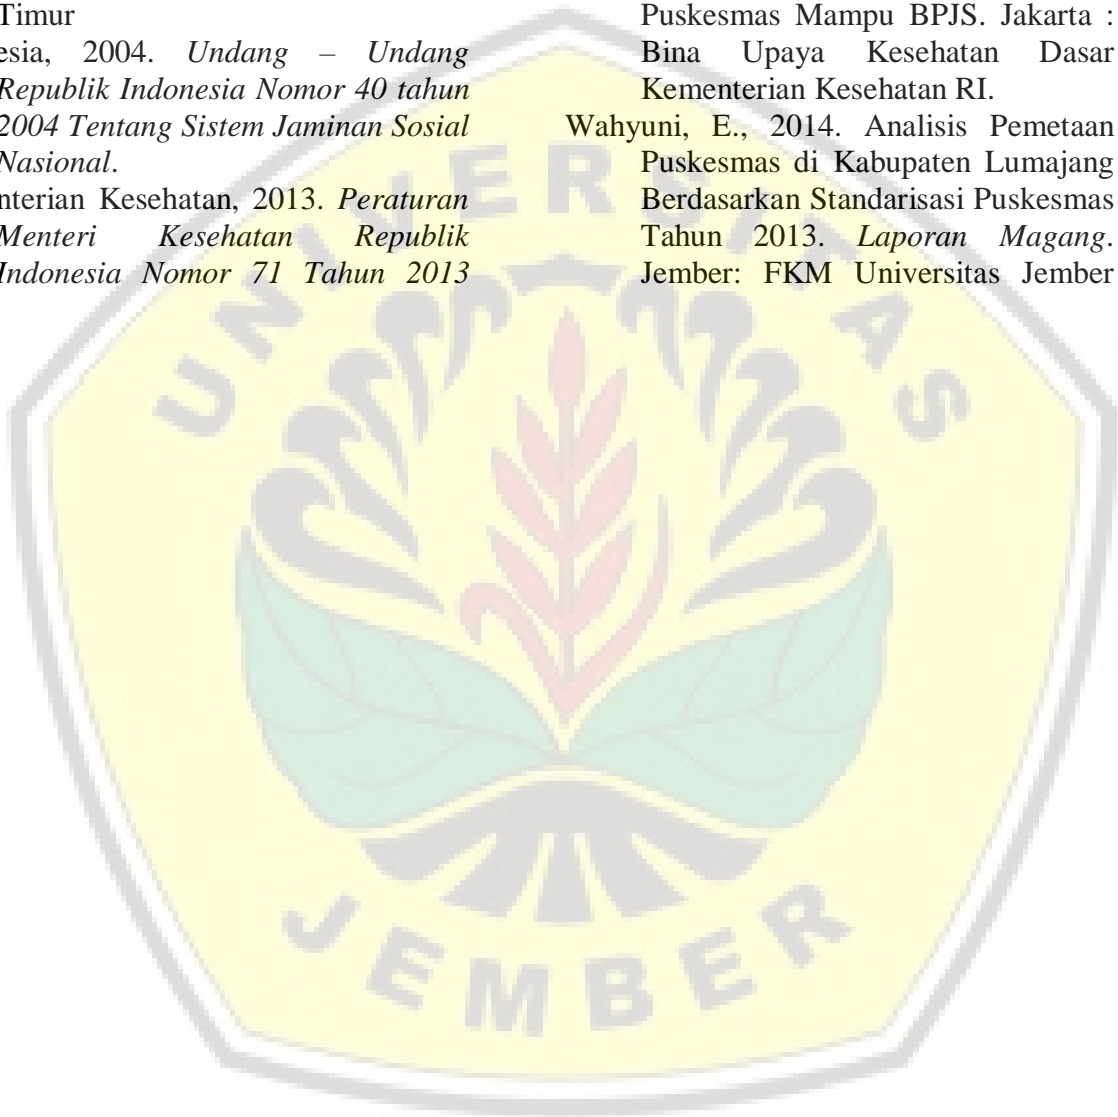 Timur
esia, 2004. Undang – Undang
Republik Indonesia Nomor 40 tahun
2004 Tentang Sistem Jaminan Sosial
Nasional.
nterian Kesehatan, 2013. Peraturan
Menteri Kesehatan Republik
Indonesia Nomor 71 Tahun 2013
Puskesmas Mampu BPJS. Jakarta :
Bina Upaya Kesehatan Dasar
Kementerian Kesehatan RI.
Wahyuni, E., 2014. Analisis Pemetaan
Puskesmas di Kabupaten Lumajang
Berdasarkan Standarisasi Puskesmas
Tahun 2013. Laporan Magang.
Jember: FKM Universitas Jember
UNIVERSITAS
JEMBER